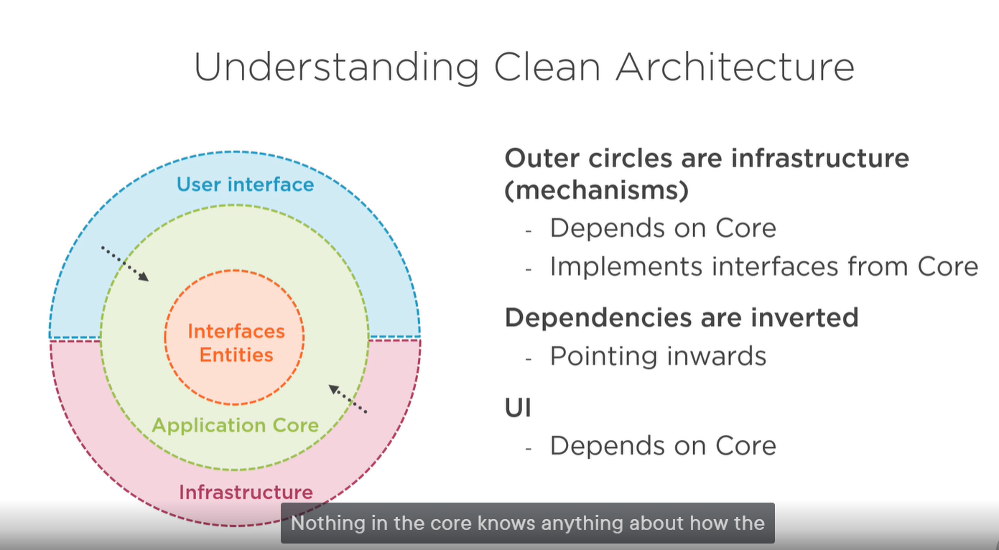 Understanding Clean Architecture
User interface
Interfaces
Entities
Application Core
Infrastructure
Outer circles are infrastructure
(mechanisms)
- Depends on Core
- Implements interfaces from Core
Dependencies are inverted
- Pointing inwards
UI
- Depends on Core
Nothing in the core knows anything about how the